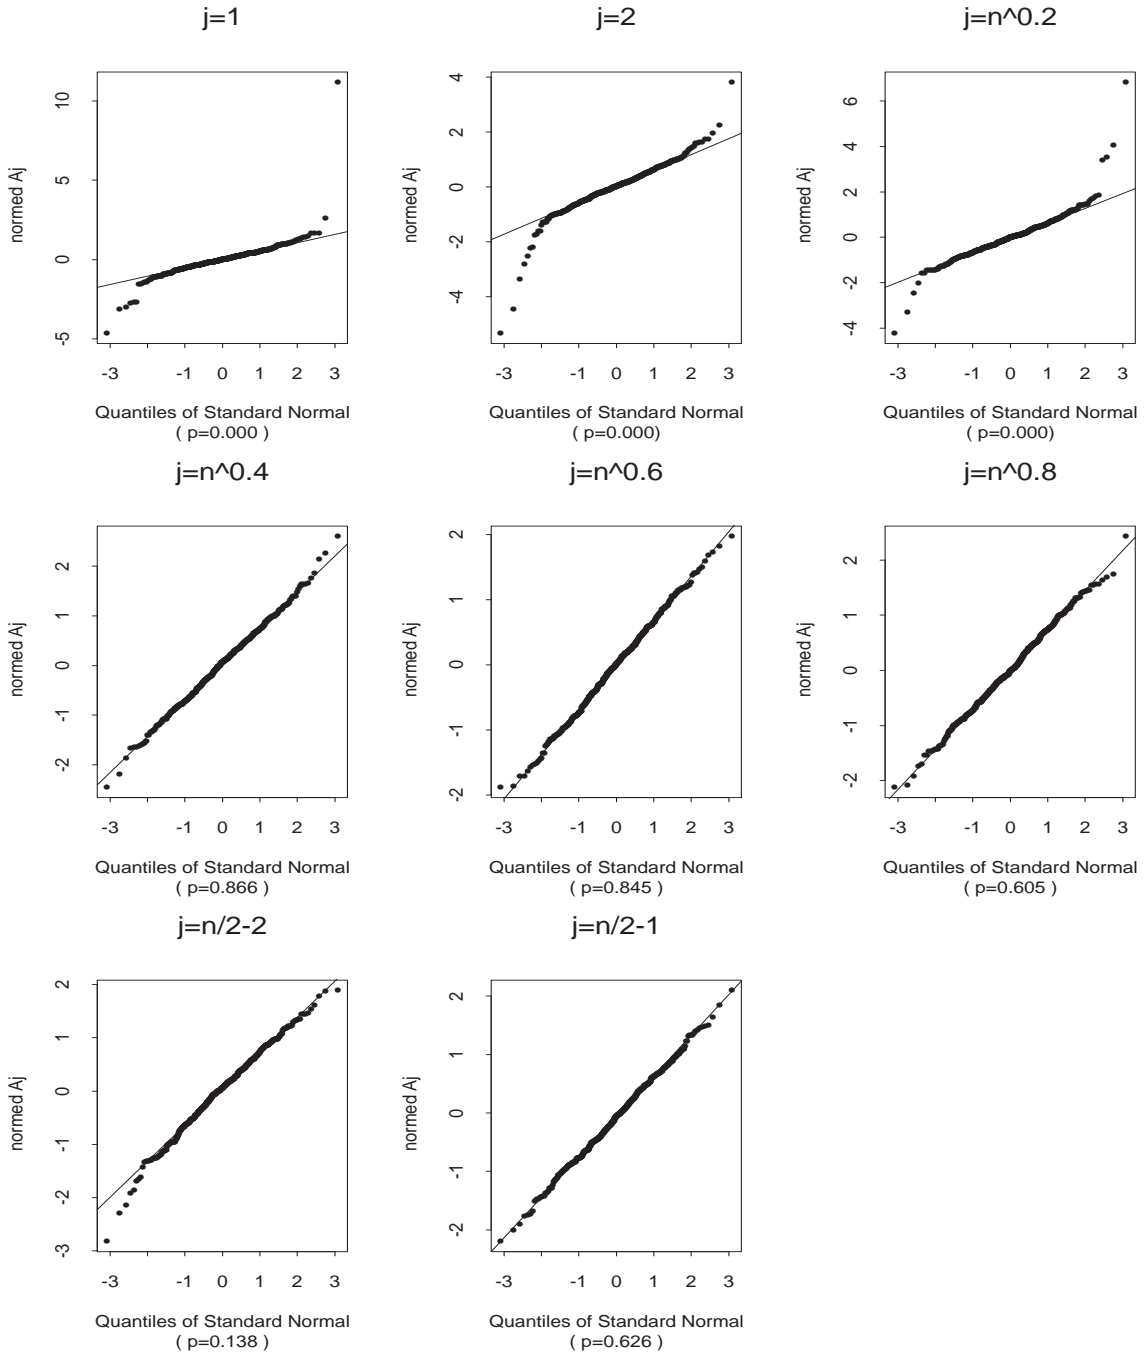 j=1
j=2
j=n^0.2
normed Aj
10
5
0
-5
-3 -1 0 1 2 3
Quantiles of Standard Normal
( p=0.000 )
normed Aj
4
2
0
-2
-4
-3 -1 0 1 2 3
Quantiles of Standard Normal
( p=0.000)
normed Aj
6
4
2
0
-2
-4
-3 -1 0 1 2 3
Quantiles of Standard Normal
( p=0.000)
j=n^0.4
j=n^0.6
j=n^0.8
normed Aj
2
1
0
-1
-2
-3 -1 0 1 2 3
Quantiles of Standard Normal
( p=0.866 )
normed Aj
2
1
0
-1
-2
-3 -1 0 1 2 3
Quantiles of Standard Normal
( p=0.845 )
normed Aj
2
1
0
-1
-2
-3 -1 0 1 2 3
Quantiles of Standard Normal
( p=0.605 )
j=n/2-2
j=n/2-1
normed Aj
2
1
0
-1
-2
-3
-3 -1 0 1 2 3
Quantiles of Standard Normal
( p=0.138 )
normed Aj
2
1
0
-1
-2
-3 -1 0 1 2 3
Quantiles of Standard Normal
( p=0.626 )